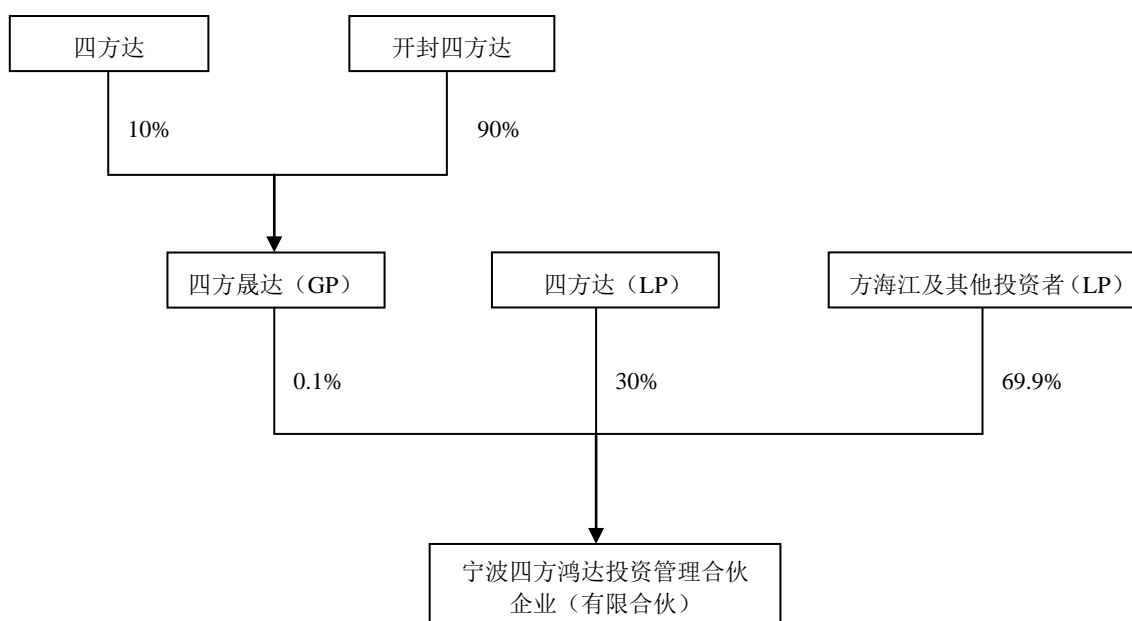 四方达
开封四方达
10%
90%
四方晟达（GP）
四方达（LP）
方海江及其他投资者（LP）
0.1%
30%
69.9%
宁波四方鸿达投资管理合伙
企业（有限合伙）